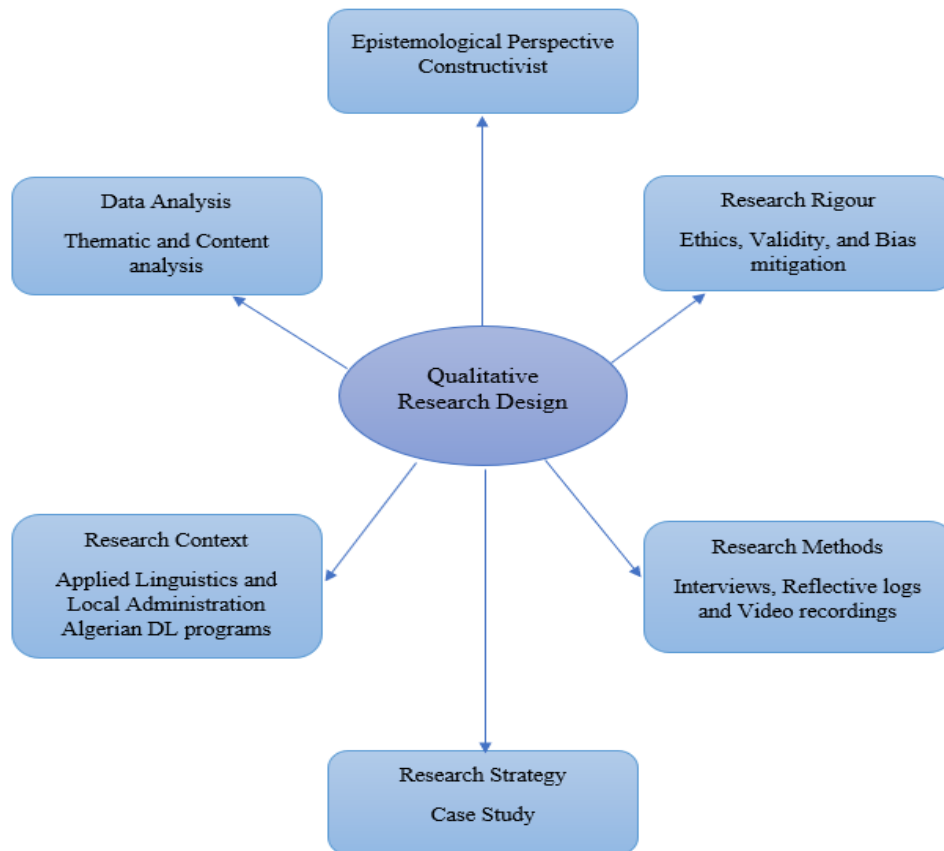 Epistemological Perspective
Constructivist
Data Analysis
Thematic and Content
analysis
Research Rigour
Ethics, Validity, and Bias
mitigation
Qualitative
Research Design
Research Context
Applied Linguistics and
Local Administration
Algerian DL programs
Research Methods
Interviews, Reflective logs
and Video recordings
Research Strategy
Case Study